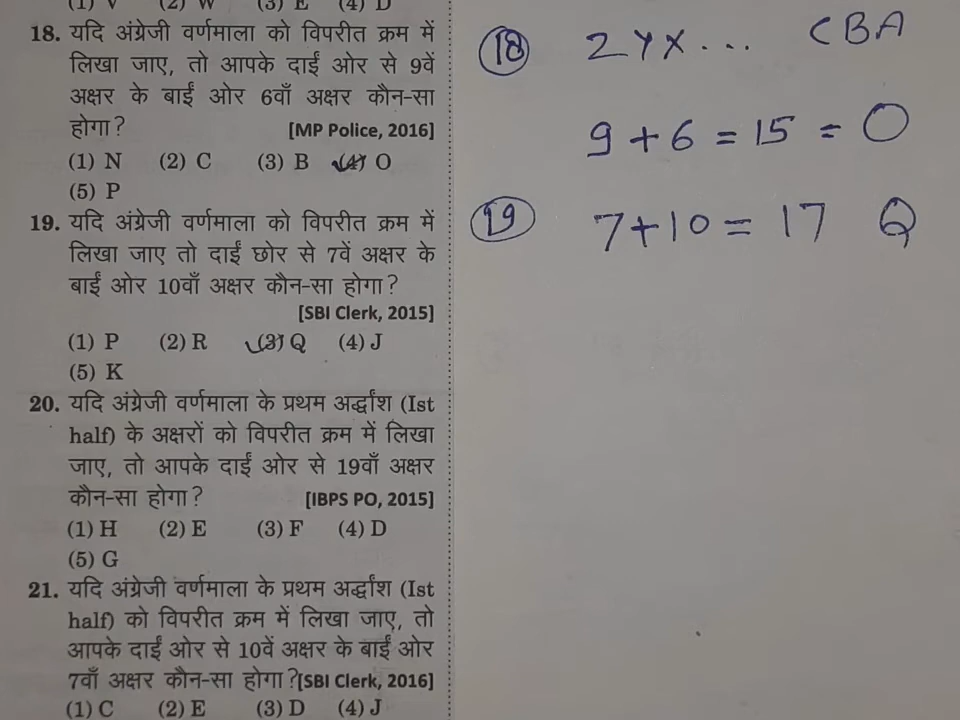 (1) V (2) W (3) E (4) D
18. यदि अंग्रेजी वर्णमाला को विपरीत क्रम में
लिखा जाए, तो आपके दाईं ओर से 9वें
अक्षर के बाईं ओर 6वाँ अक्षर कौन-सा
होगा? [MP Police, 2016]
(1) N (2) C (3) B (4) O
(5) P
19. यदि अंग्रेजी वर्णमाला को विपरीत क्रम में
लिखा जाए तो दाईं छोर से 7वें अक्षर के
बाईं ओर 10वाँ अक्षर कौन-सा होगा?
[SBI Clerk, 2015]
(1) P (2) R (3) Q (4) J
(5) K
20. यदि अंग्रेजी वर्णमाला के प्रथम अर्द्धांश (Ist
half) के अक्षरों को विपरीत क्रम में लिखा
जाए, तो आपके दाईं ओर से 19वाँ अक्षर
कौन-सा होगा? [IBPS PO, 2015]
(1) H (2) E (3) F (4) D
(5) G
21. यदि अंग्रेजी वर्णमाला के प्रथम अर्द्धांश (Ist
half) को विपरीत क्रम में लिखा जाए, तो
आपके दाईं ओर से 10वें अक्षर के बाईं ओर
7वाँ अक्षर कौन-सा होगा? [SBI Clerk, 2016]
(1) C (2) E (3) D (4) J
18 ZYX... CBA
9 + 6 = 15 = O
19 7 + 10 = 17 Q